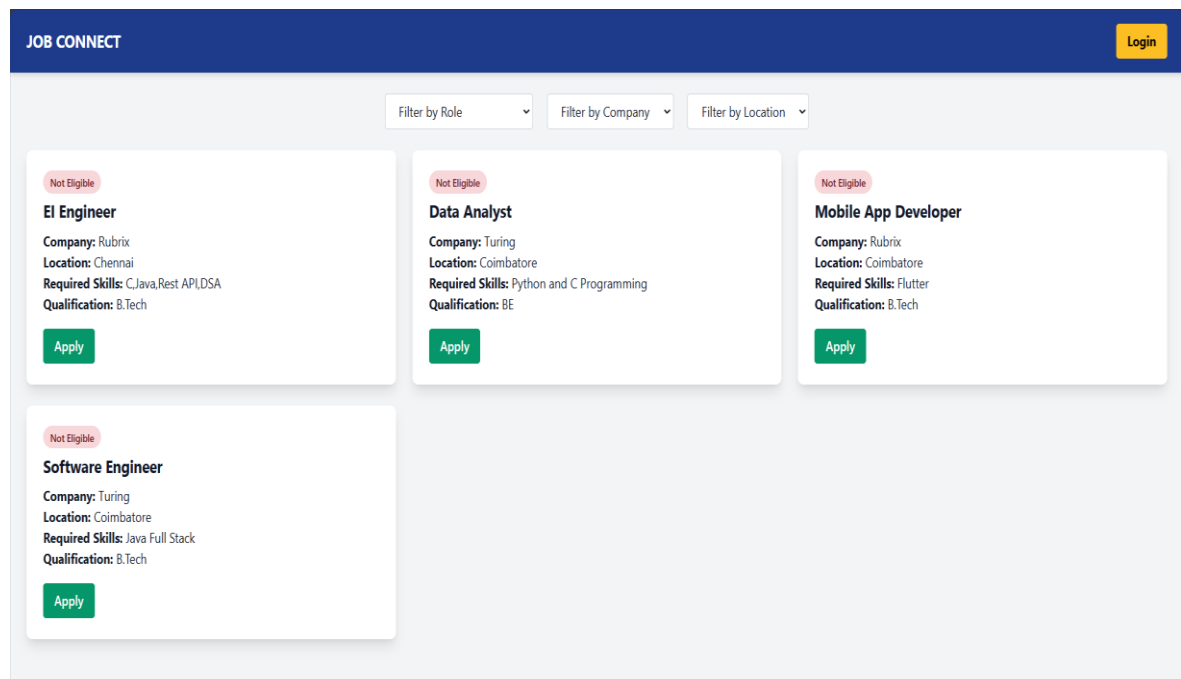 JOB CONNECT
Login
Filter by Role
Filter by Company
Filter by Location
Not Eligible
EI Engineer
Company: Rubrix
Location: Chennai
Required Skills: C,Java,Rest API,DSA
Qualification: B.Tech
Apply
Not Eligible
Data Analyst
Company: Turing
Location: Coimbatore
Required Skills: Python and C Programming
Qualification: BE
Apply
Not Eligible
Mobile App Developer
Company: Rubrix
Location: Coimbatore
Required Skills: Flutter
Qualification: B.Tech
Apply
Not Eligible
Software Engineer
Company: Turing
Location: Coimbatore
Required Skills: Java Full Stack
Qualification: B.Tech
Apply